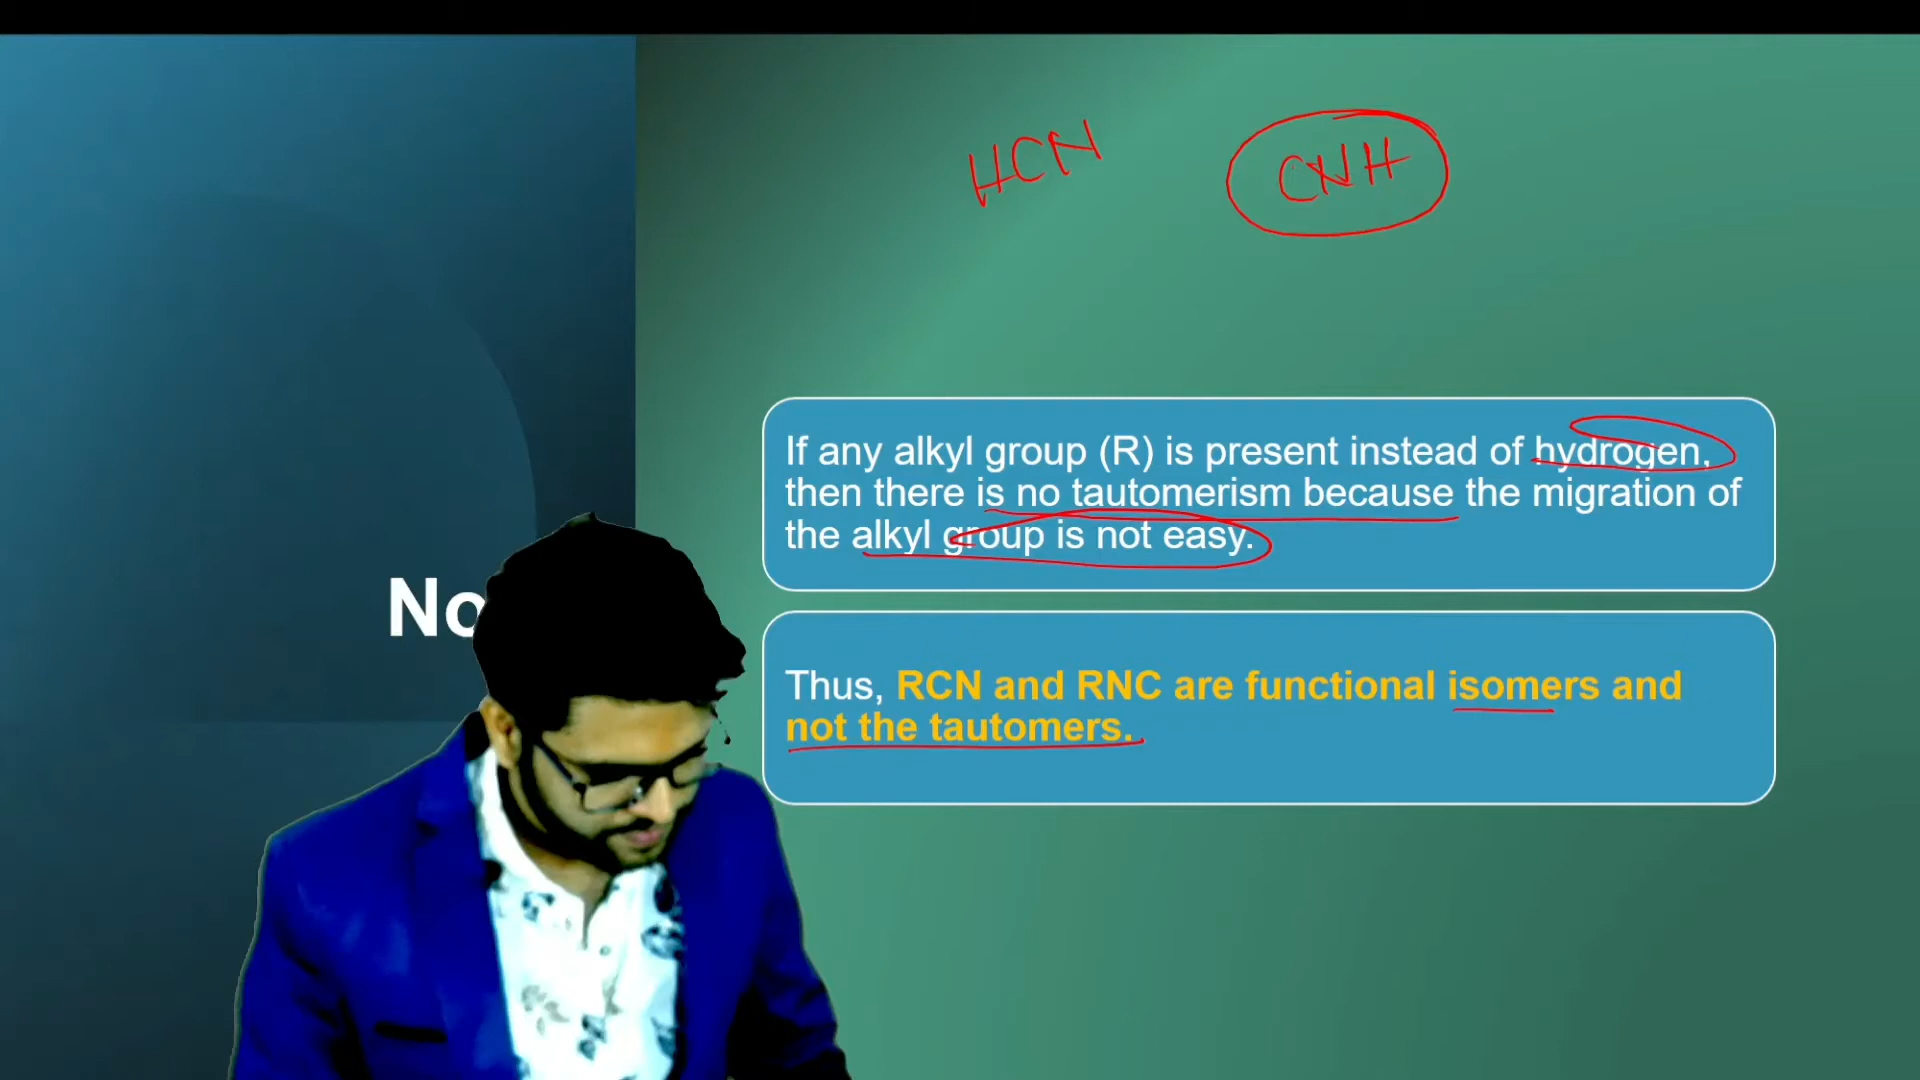 HCN
CNH
If any alkyl group (R) is present instead of hydrogen,
then there is no tautomerism because the migration of
the alkyl group is not easy.
Thus, RCN and RNC are functional isomers and
not the tautomers.